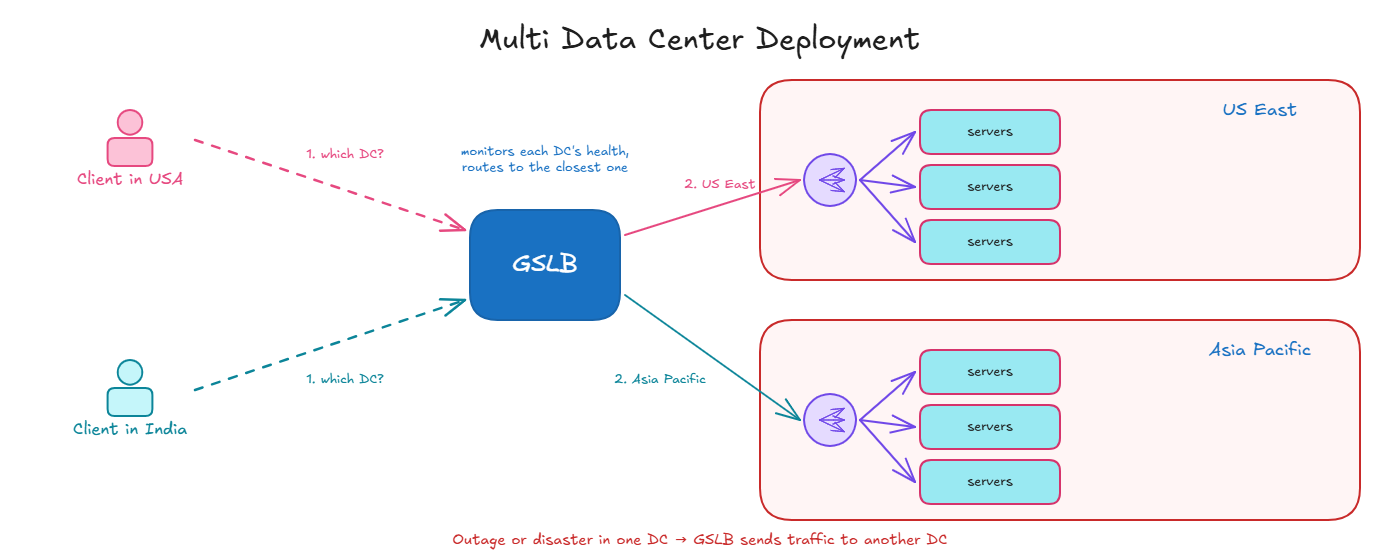 Multi Data Center Deployment
US East
servers
servers
servers
Client in USA
1. which DC?
monitors each DC's health,
routes to the closest one
2. US East
GSLB
Asia Pacific
servers
servers
servers
1. which DC?
2. Asia Pacific
Client in India
Outage or disaster in one DC → GSLB sends traffic to another DC